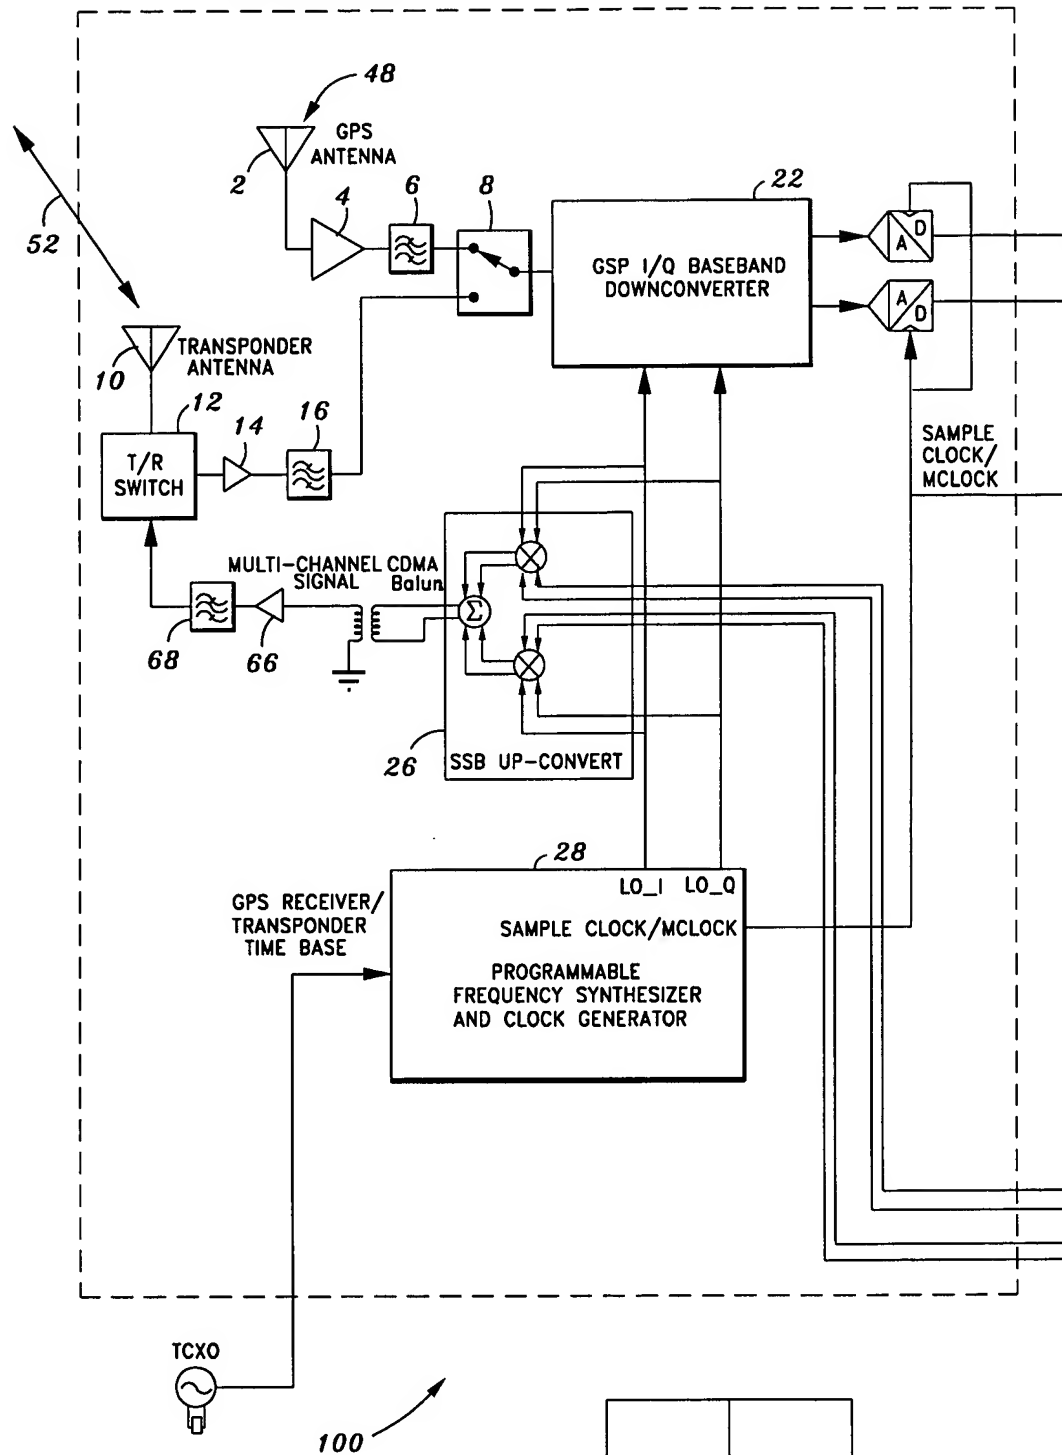 48
GPS
ANTENNA
2
4
6
8
22
A
D
GSP I/Q BASEBAND
DOWNCONVERTER
A
D
52
10
TRANSPONDER
ANTENNA
12
14
16
T/R
SWITCH
SAMPLE
CLOCK/
MCLOCK
MULTI-CHANNEL CDMA
SIGNAL
Balun
Σ
68
66
26
SSB UP-CONVERT
28
LO_I
LO_Q
GPS RECEIVER/
TRANSPONDER
TIME BASE
SAMPLE CLOCK/MCLOCK
PROGRAMMABLE
FREQUENCY SYNTHESIZER
AND CLOCK GENERATOR
TCXO
100